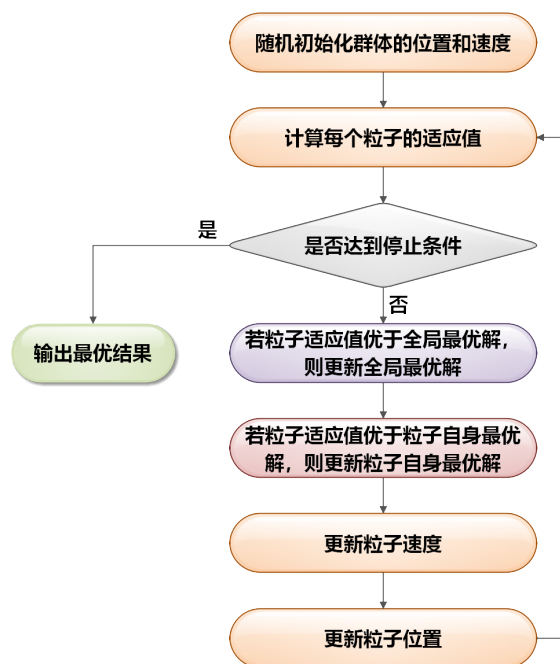 随机初始化群体的位置和速度
计算每个粒子的适应值
是否达到停止条件
是
否
输出最优结果
若粒子适应值优于全局最优解，
则更新全局最优解
若粒子适应值优于粒子自身最优
解，则更新粒子自身最优解
更新粒子速度
更新粒子位置